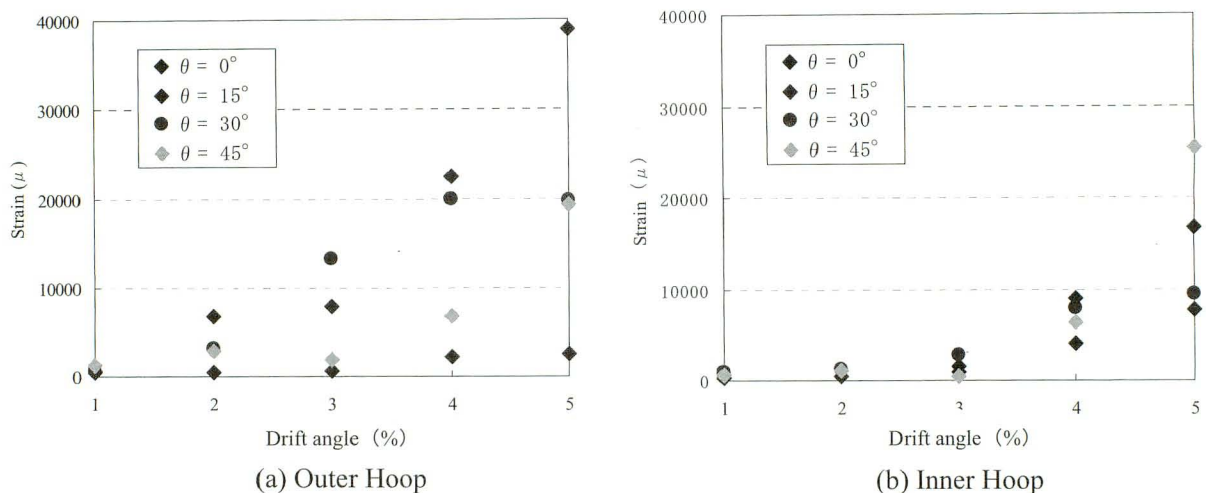 40000
30000
20000
10000
0
Strain (μ)
θ = 0°
θ = 15°
θ = 30°
θ = 45°
1 2 3 4 5
Drift angle (%)
(a) Outer Hoop
40000
30000
20000
10000
0
Strain (μ)
θ = 0°
θ = 15°
θ = 30°
θ = 45°
1 2 3 4 5
Drift angle (%)
(b) Inner Hoop